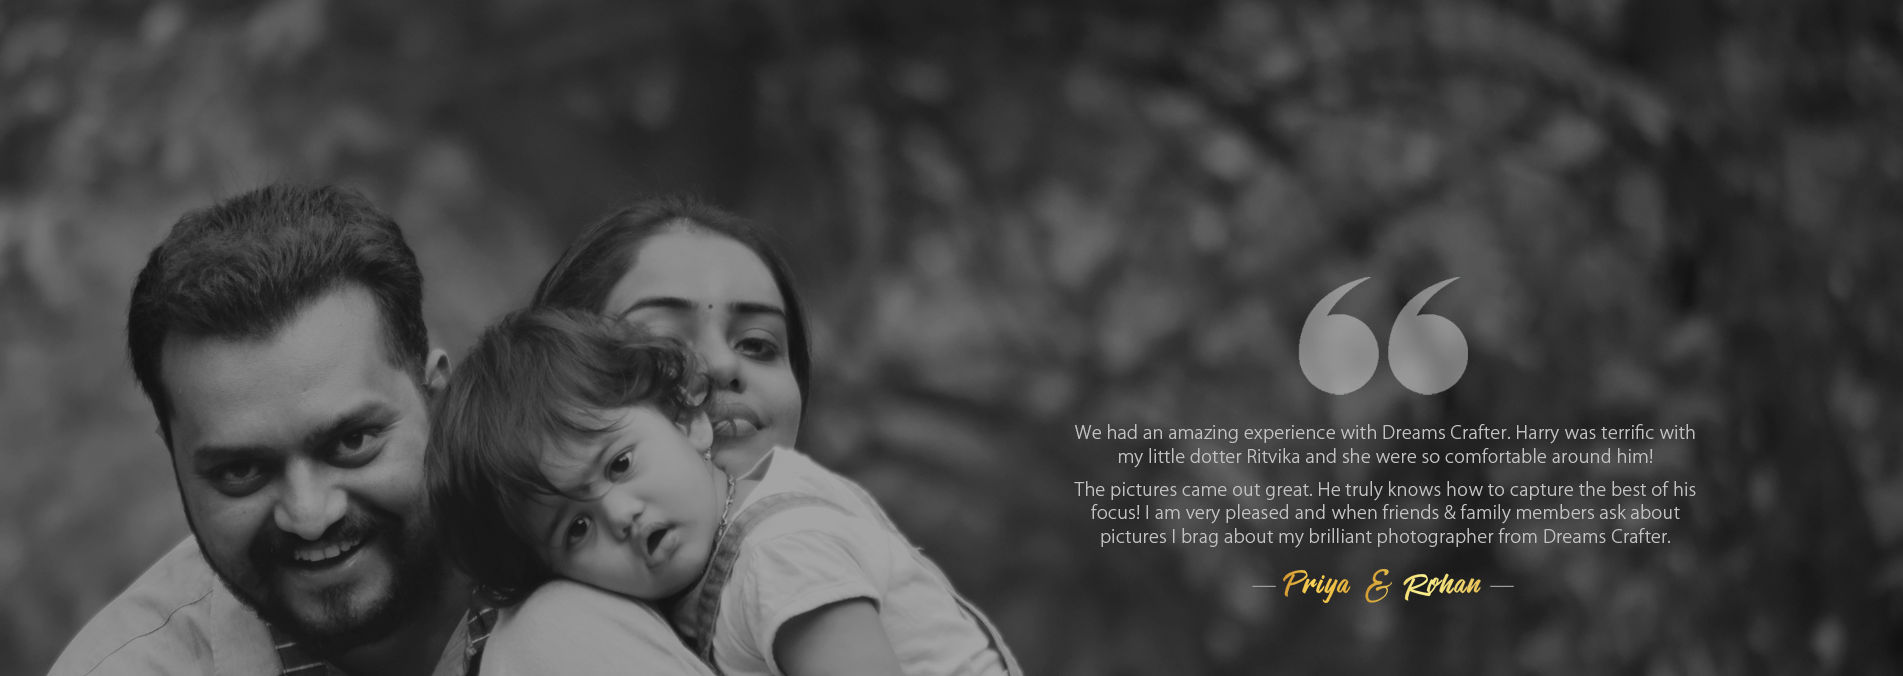 We had an amazing experience with Dreams Crafter. Harry was terrific with
my little dotter Ritvika and she were so comfortable around him!
The pictures came out great. He truly knows how to capture the best of his
focus! I am very pleased and when friends & family members ask about
pictures I brag about my brilliant photographer from Dreams Crafter.
— Priya & Rohan —